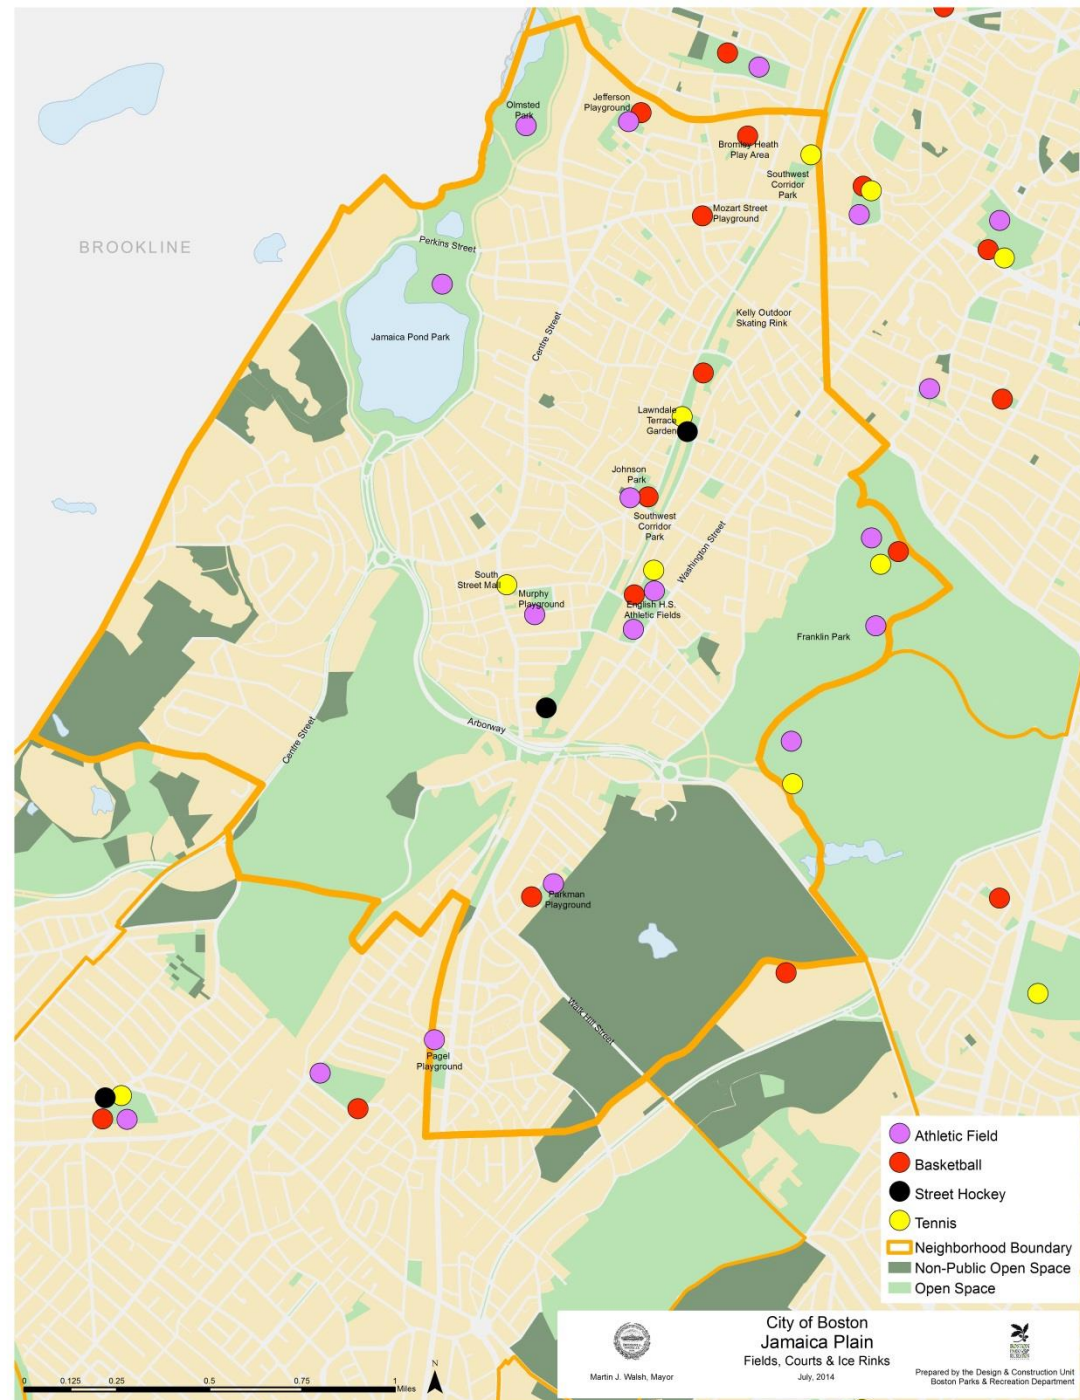 Olmsted
Park
Jefferson
Playground
Bromley Heath
Play Area
Southwest
Corridor
Park
Mozart Street
Playground
BROOKLINE
Perkins Street
Jamaica Pond Park
Centre Street
Kelly Outdoor
Skating Rink
Lawndale
Terrace
Garden
Johnson
Park
Southwest
Corridor
Park
Washington Street
South
Street Mall
Murphy
Playground
English H.S.
Athletic Fields
Franklin Park
Centre Street
Arborway
Parkman
Playground
Walk Hill Street
Pagel
Playground
Athletic Field
Basketball
Street Hockey
Tennis
Neighborhood Boundary
Non-Public Open Space
Open Space
City of Boston
Jamaica Plain
Fields, Courts & Ice Rinks
July, 2014
Martin J. Walsh, Mayor
Prepared by the Design & Construction Unit
Boston Parks & Recreation Department
N
0 0.125 0.25 0.5 0.75 1
Miles